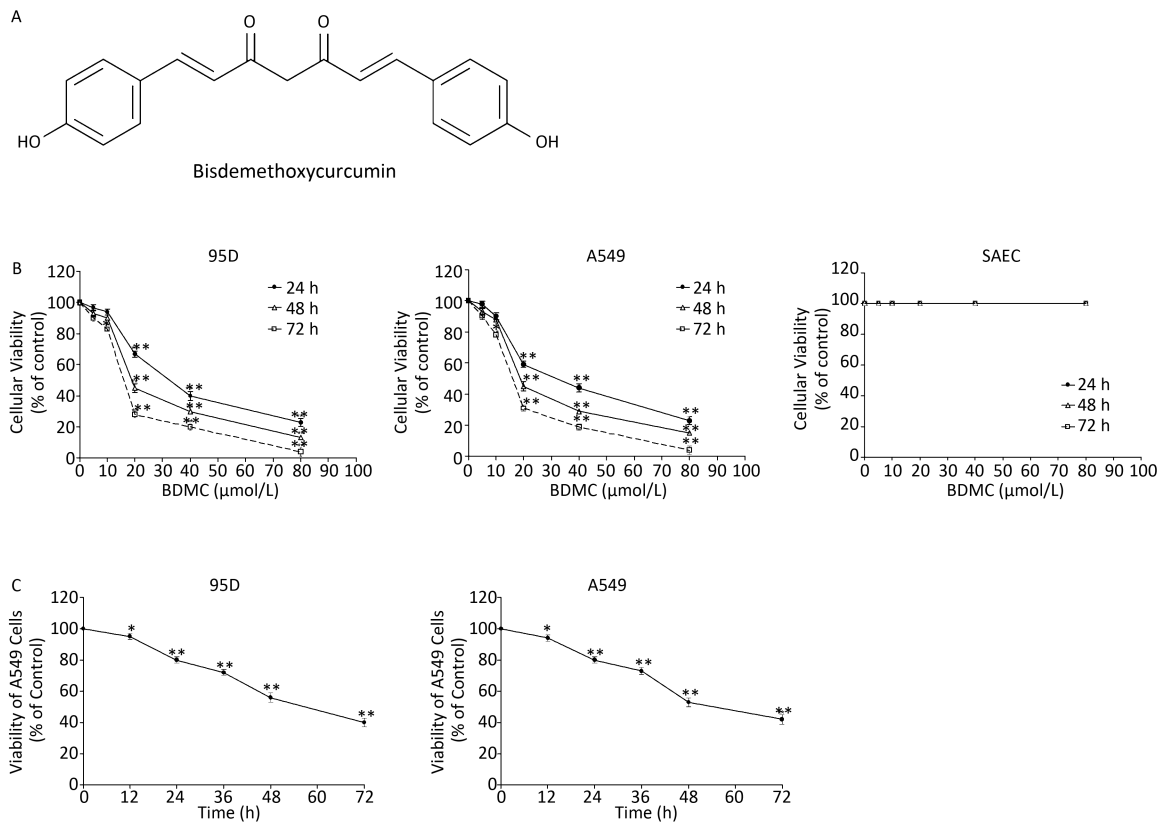 A
O O
HO OH
Bisdemethoxycurcumin
B
95D
Cellular Viability
(% of control)
120
100
80
60
40
20
0
24 h
48 h
72 h
**
**
**
**
**
**
**
**
**
*
0 10 20 30 40 50 60 70 80 90 100
BDMC (μmol/L)
A549
Cellular Viability
(% of control)
120
100
80
60
40
20
0
24 h
48 h
72 h
**
**
**
**
**
**
**
**
**
*
0 10 20 30 40 50 60 70 80 90 100
BDMC (μmol/L)
SAEC
Cellular Viability
(% of control)
120
100
80
60
40
20
0
24 h
48 h
72 h
0 10 20 30 40 50 60 70 80 90 100
BDMC (μmol/L)
C
95D
Viability of A549 Cells
(% of Control)
120
100
80
60
40
20
0
* ** ** ** **
0 12 24 36 48 60 72
Time (h)
A549
Viability of A549 Cells
(% of Control)
120
100
80
60
40
20
0
* ** ** ** **
0 12 24 36 48 60 72
Time (h)